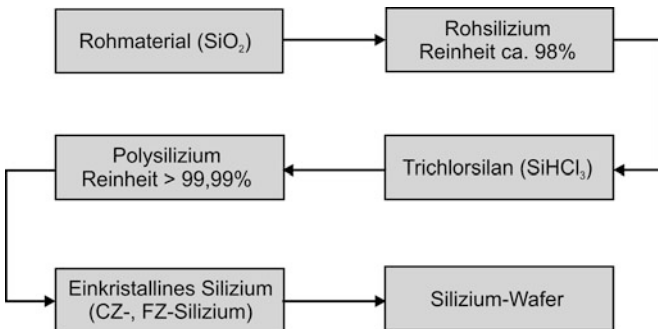 Rohmaterial (SiO₂)
Rohsilizium
Reinheit ca. 98%
Polysilizium
Reinheit > 99,99%
Trichlorsilan (SiHCl₃)
Einkristallines Silizium
(CZ-, FZ-Silizium)
Silizium-Wafer